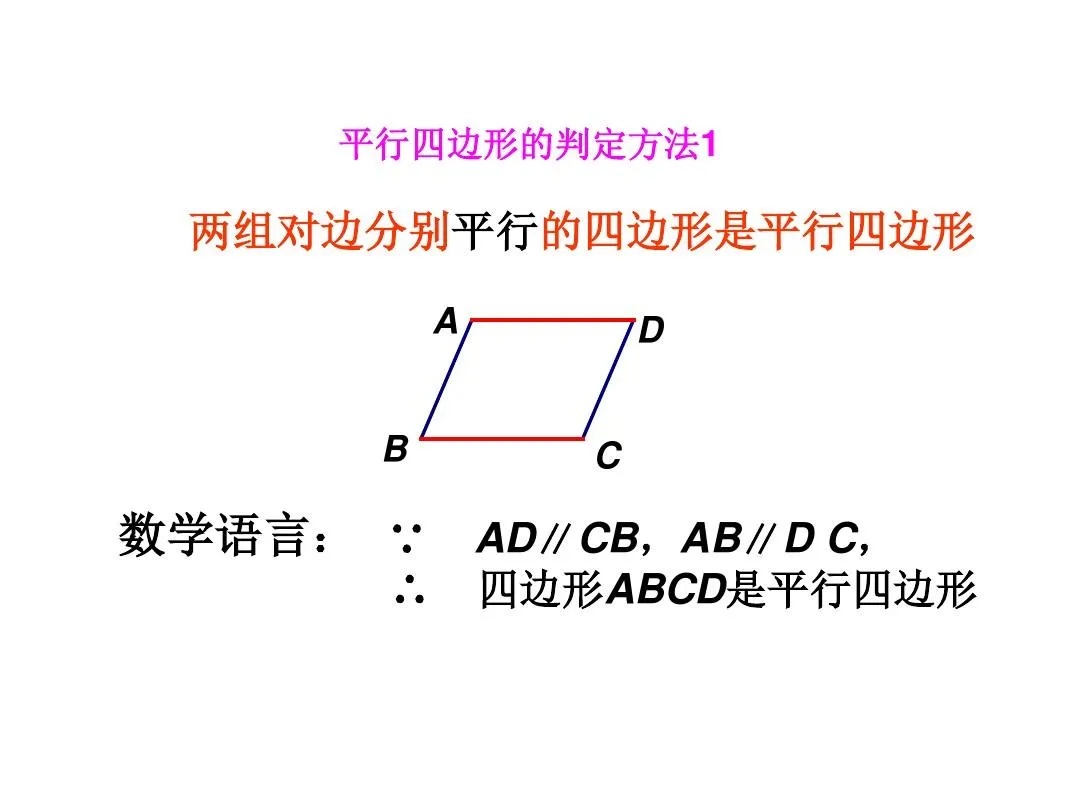 平行四边形的判定方法1
两组对边分别平行的四边形是平行四边形
A
D
B
C
数学语言： ∵ AD∥CB，AB∥D C，
∴ 四边形ABCD是平行四边形